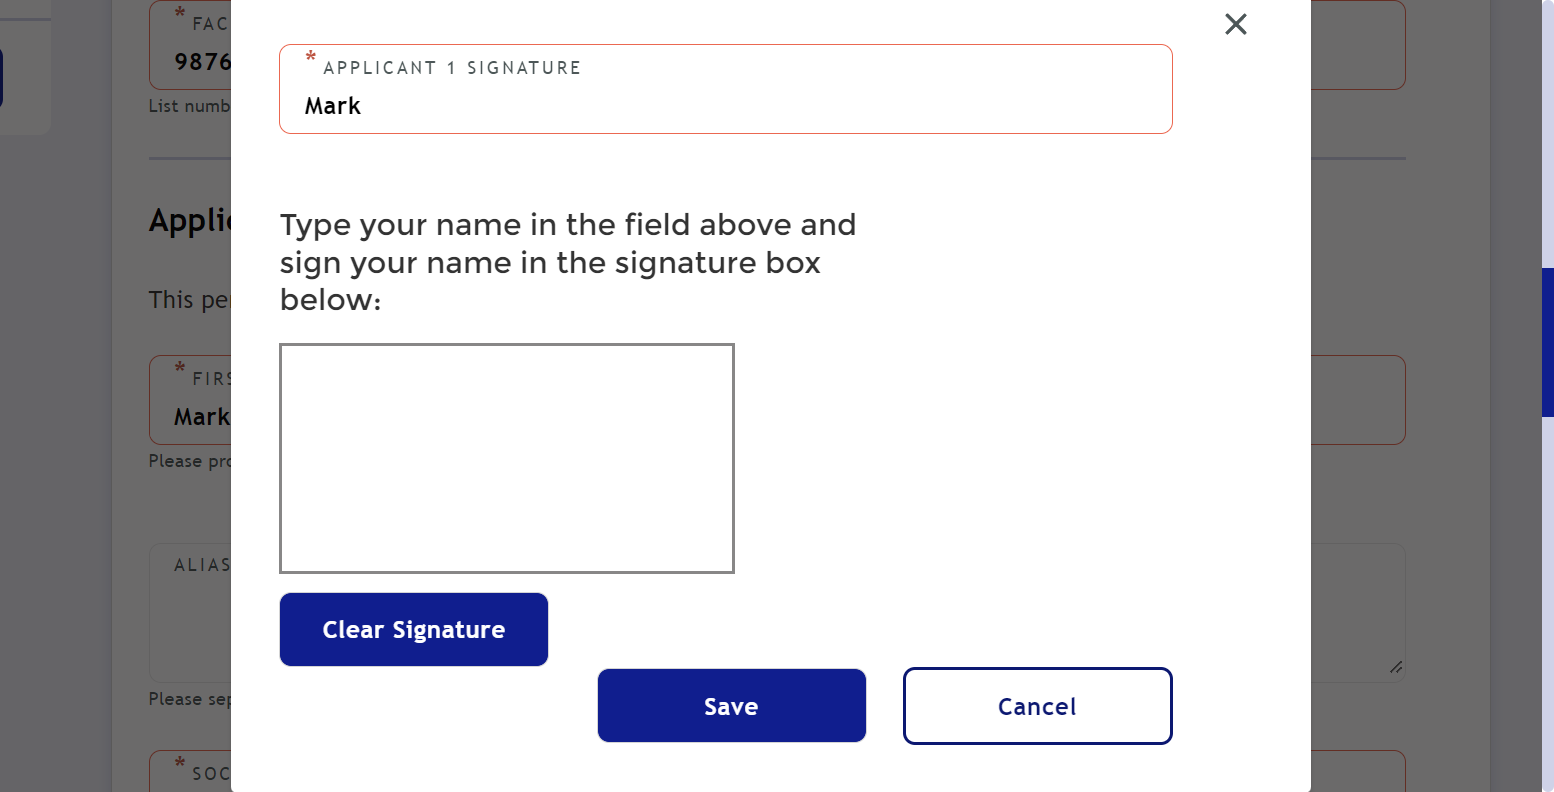 * FAC
9876
List numb
Applic
This per
* FIRS
Mark
Please pro
ALIAS
Please sep
* SOC
* APPLICANT 1 SIGNATURE
Mark
Type your name in the field above and
sign your name in the signature box
below:
Clear Signature
Save
Cancel